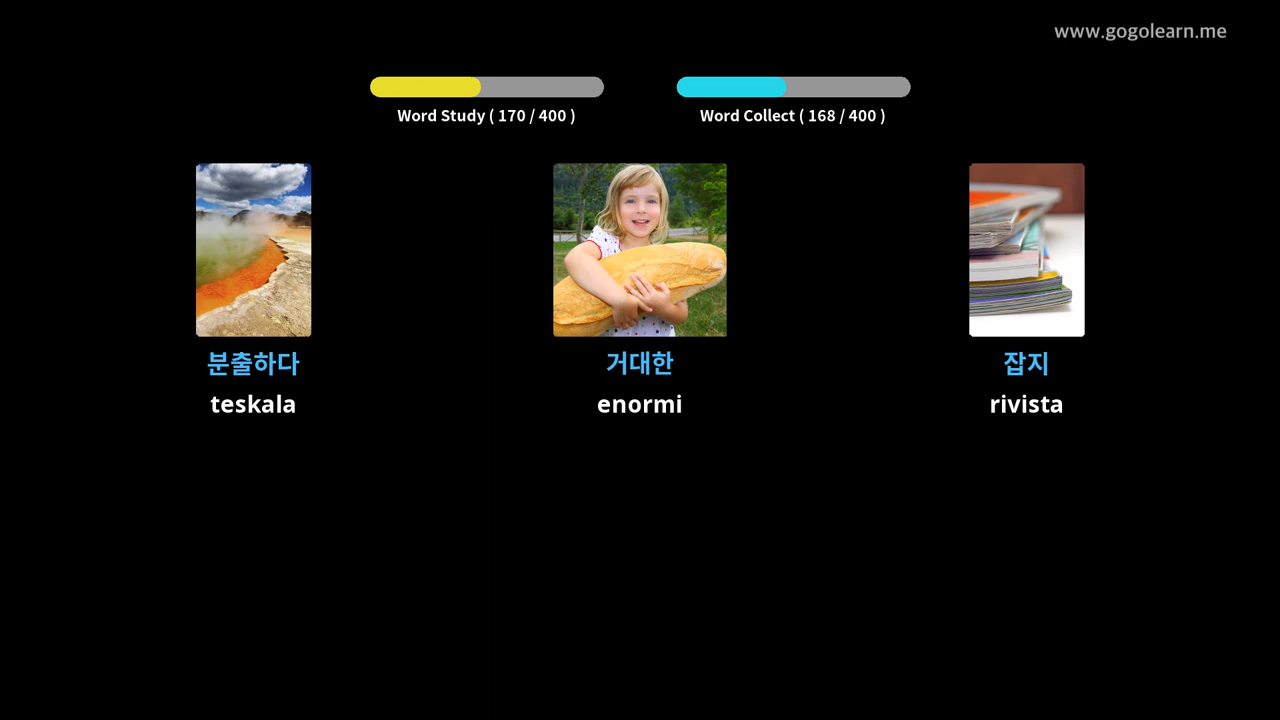 www.gogolearn.me
Word Study ( 170 / 400 )
Word Collect ( 168 / 400 )
분출하다
거대한
잡지
teskala
enormi
rivista